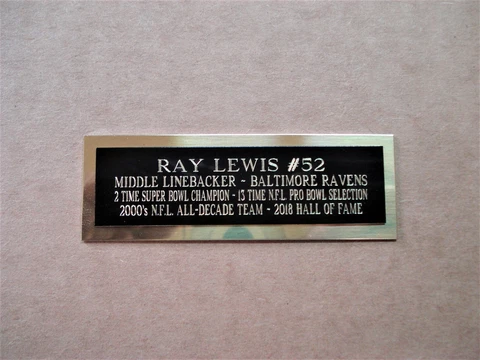 RAY LEWIS #52
MIDDLE LINEBACKER - BALTIMORE RAVENS
2 TIME SUPER BOWL CHAMPION - 13 TIME N.F.L. PRO BOWL SELECTION
2000's N.F.L. ALL-DECADE TEAM - 2018 HALL OF FAME